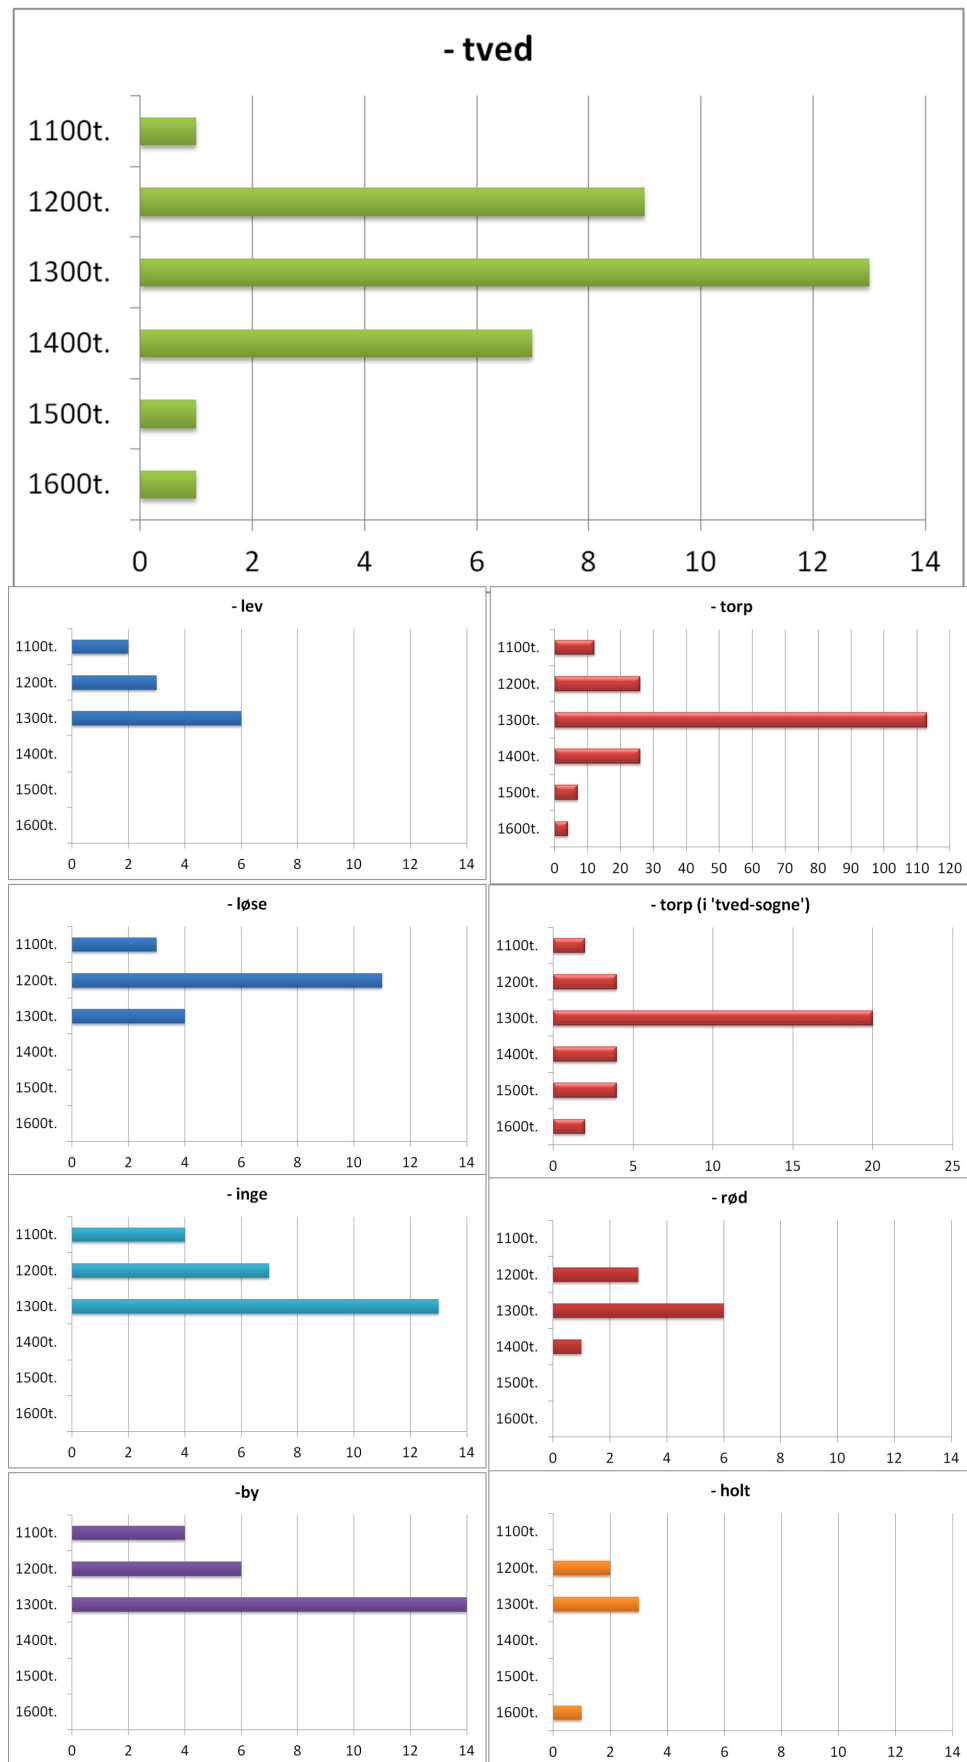 - tved
1100t.
1200t.
1300t.
1400t.
1500t.
1600t.
0 2 4 6 8 10 12 14
- lev
1100t.
1200t.
1300t.
1400t.
1500t.
1600t.
0 2 4 6 8 10 12 14
- torp
1100t.
1200t.
1300t.
1400t.
1500t.
1600t.
0 10 20 30 40 50 60 70 80 90 100 110 120
- løse
1100t.
1200t.
1300t.
1400t.
1500t.
1600t.
0 2 4 6 8 10 12 14
- torp (i 'tved-sogne')
1100t.
1200t.
1300t.
1400t.
1500t.
1600t.
0 5 10 15 20 25
- inge
1100t.
1200t.
1300t.
1400t.
1500t.
1600t.
0 2 4 6 8 10 12 14
- rød
1100t.
1200t.
1300t.
1400t.
1500t.
1600t.
0 2 4 6 8 10 12 14
-by
1100t.
1200t.
1300t.
1400t.
1500t.
1600t.
0 2 4 6 8 10 12 14
- holt
1100t.
1200t.
1300t.
1400t.
1500t.
1600t.
0 2 4 6 8 10 12 14